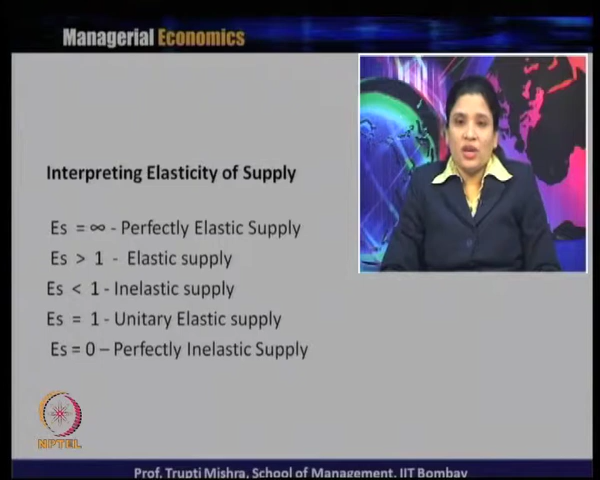 Managerial Economics
Interpreting Elasticity of Supply
Es = ∞ - Perfectly Elastic Supply
Es > 1 - Elastic supply
Es < 1 - Inelastic supply
Es = 1 - Unitary Elastic supply
Es = 0 – Perfectly Inelastic Supply
NPTEL
Prof. Trupti Mishra, School of Management, IIT Bombay